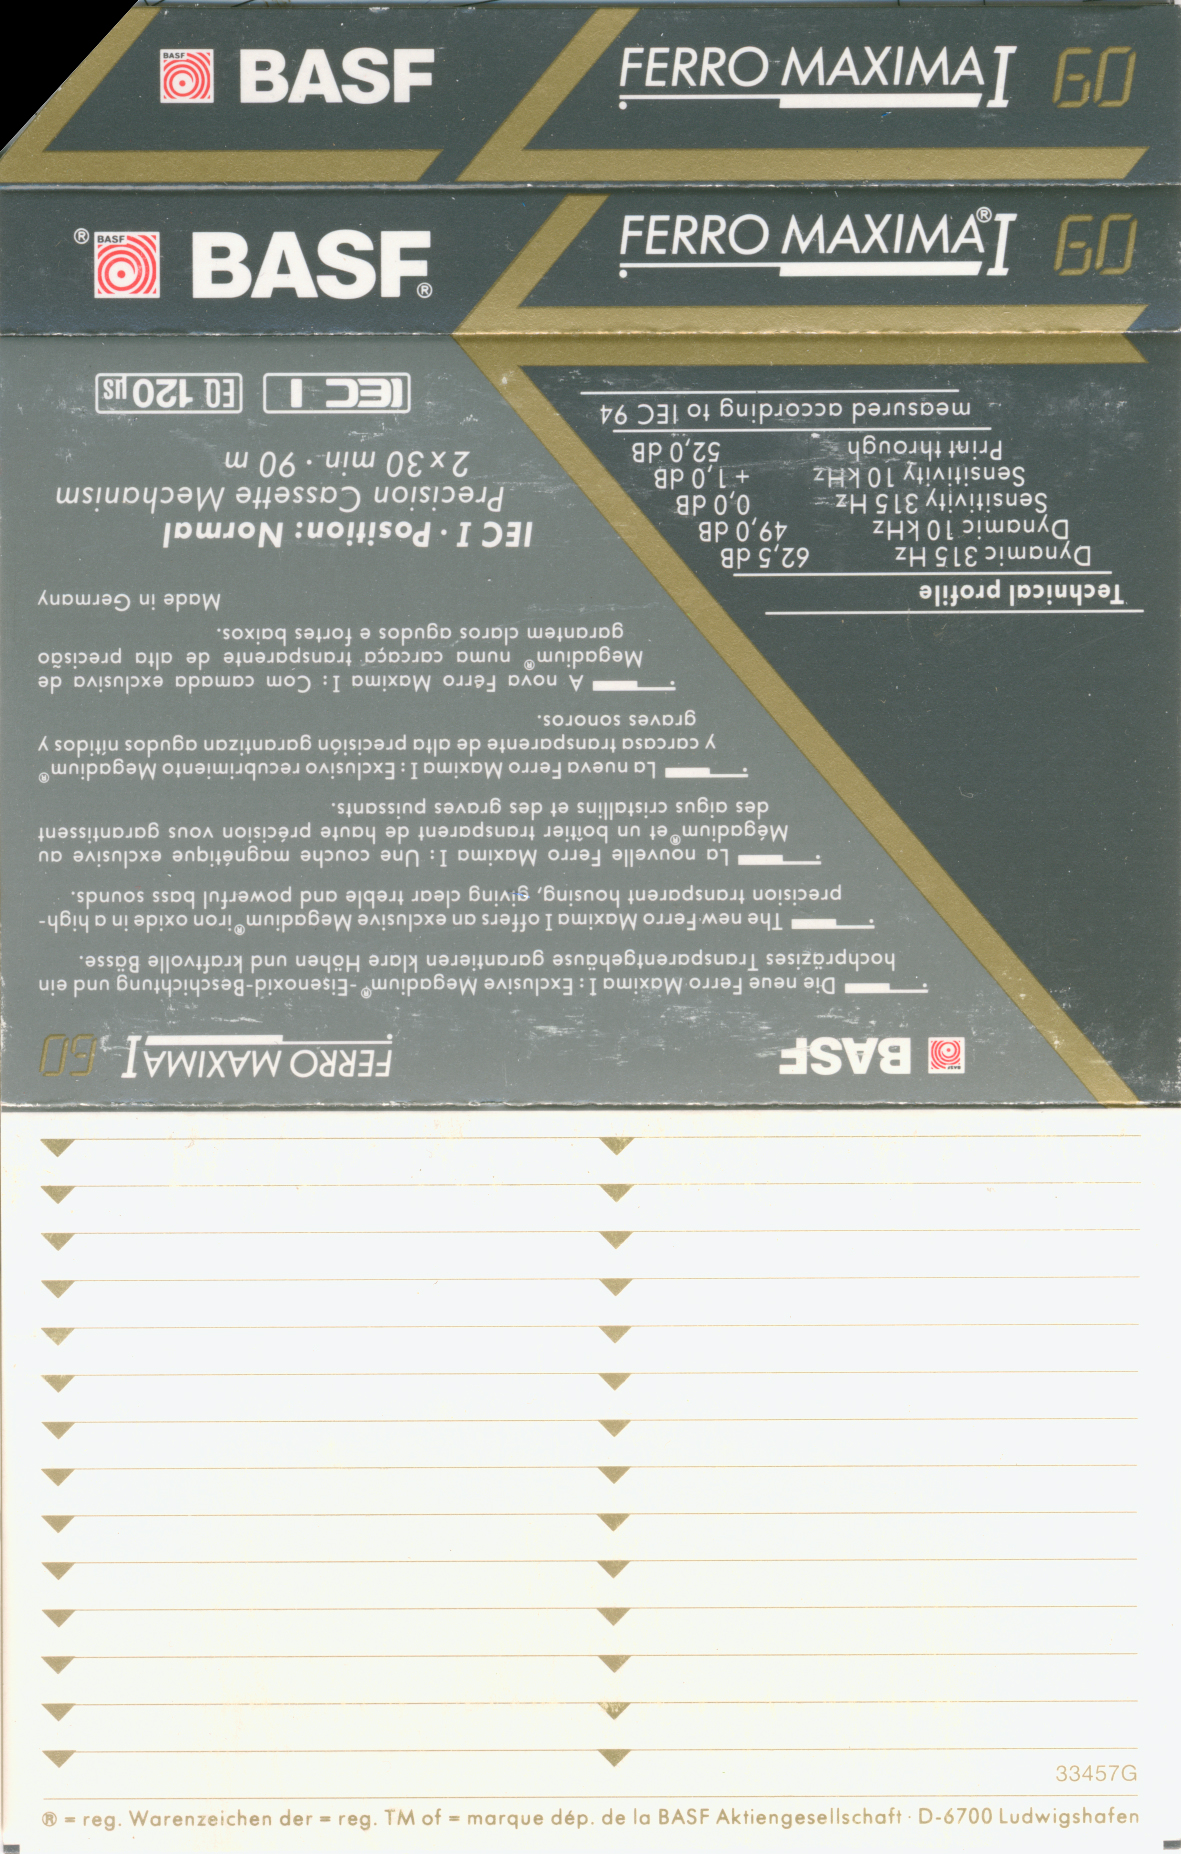 BASF
BASF
FERRO MAXIMA I 60
® BASF
BASF®
FERRO MAXIMA® I 60
BASF
BASF
FERRO MAXIMA I 60
Die neue Ferro Maxima I: Exclusive Megadium®-Eisenoxid-Beschichtung und ein
hochpräzises Transparentgehäuse garantieren klare Höhen und kraftvolle Bässe.
The new Ferro Maxima I offers an exclusive Megadium® iron oxide in a high-
precision transparent housing, giving clear treble and powerful bass sounds.
La nouvelle Ferro Maxima I: Une couche magnétique exclusive au
Mégadium® et un boîtier transparent de haute précision vous garantissent
des aigus cristallins et des graves puissants.
La nueva Ferro Maxima I: Exclusivo recubrimiento Megadium®
y carcasa transparente de alta precisión garantizan agudos nítidos y
graves sonoros.
A nova Férro Maxima I: Com camada exclusiva de
Megadium® numa carcaça transparente de alta precisão
garantem claros agudos e fortes baixos.
Made in Germany
IEC I · Position: Normal
Precision Cassette Mechanism
2 x 30 min · 90 m
IEC I EQ 120 µs
Technical profile
Dynamic 315 Hz 62,5 dB
Dynamic 10 kHz 49,0 dB
Sensitivity 315 Hz 0,0 dB
Sensitivity 10 kHz + 1,0 dB
Print through 52,0 dB
measured according to IEC 94
33457G
® = reg. Warenzeichen der = reg. TM of = marque dép. de la BASF Aktiengesellschaft · D-6700 Ludwigshafen